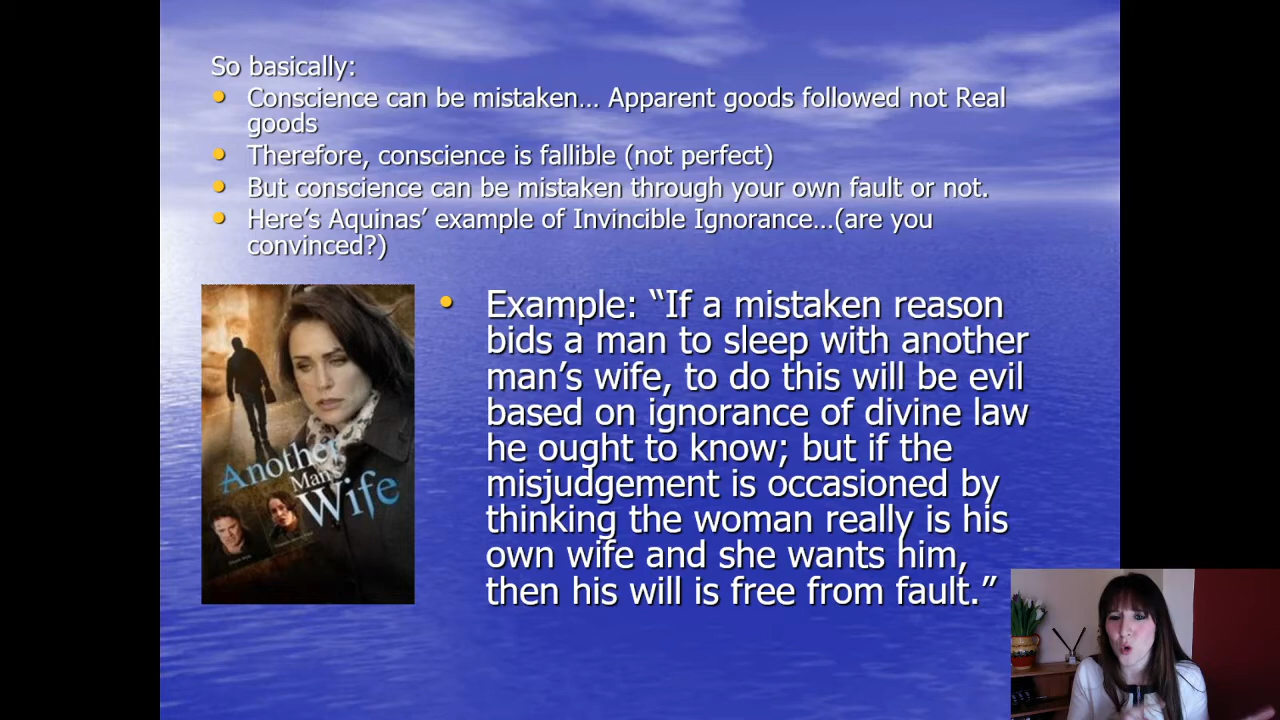 So basically:
Conscience can be mistaken... Apparent goods followed not Real
goods
Therefore, conscience is fallible (not perfect)
But conscience can be mistaken through your own fault or not.
Here's Aquinas' example of Invincible Ignorance...(are you
convinced?)
Another
Man's
Wife
Example: “If a mistaken reason
bids a man to sleep with another
man's wife, to do this will be evil
based on ignorance of divine law
he ought to know; but if the
misjudgement is occasioned by
thinking the woman really is his
own wife and she wants him,
then his will is free from fault.”